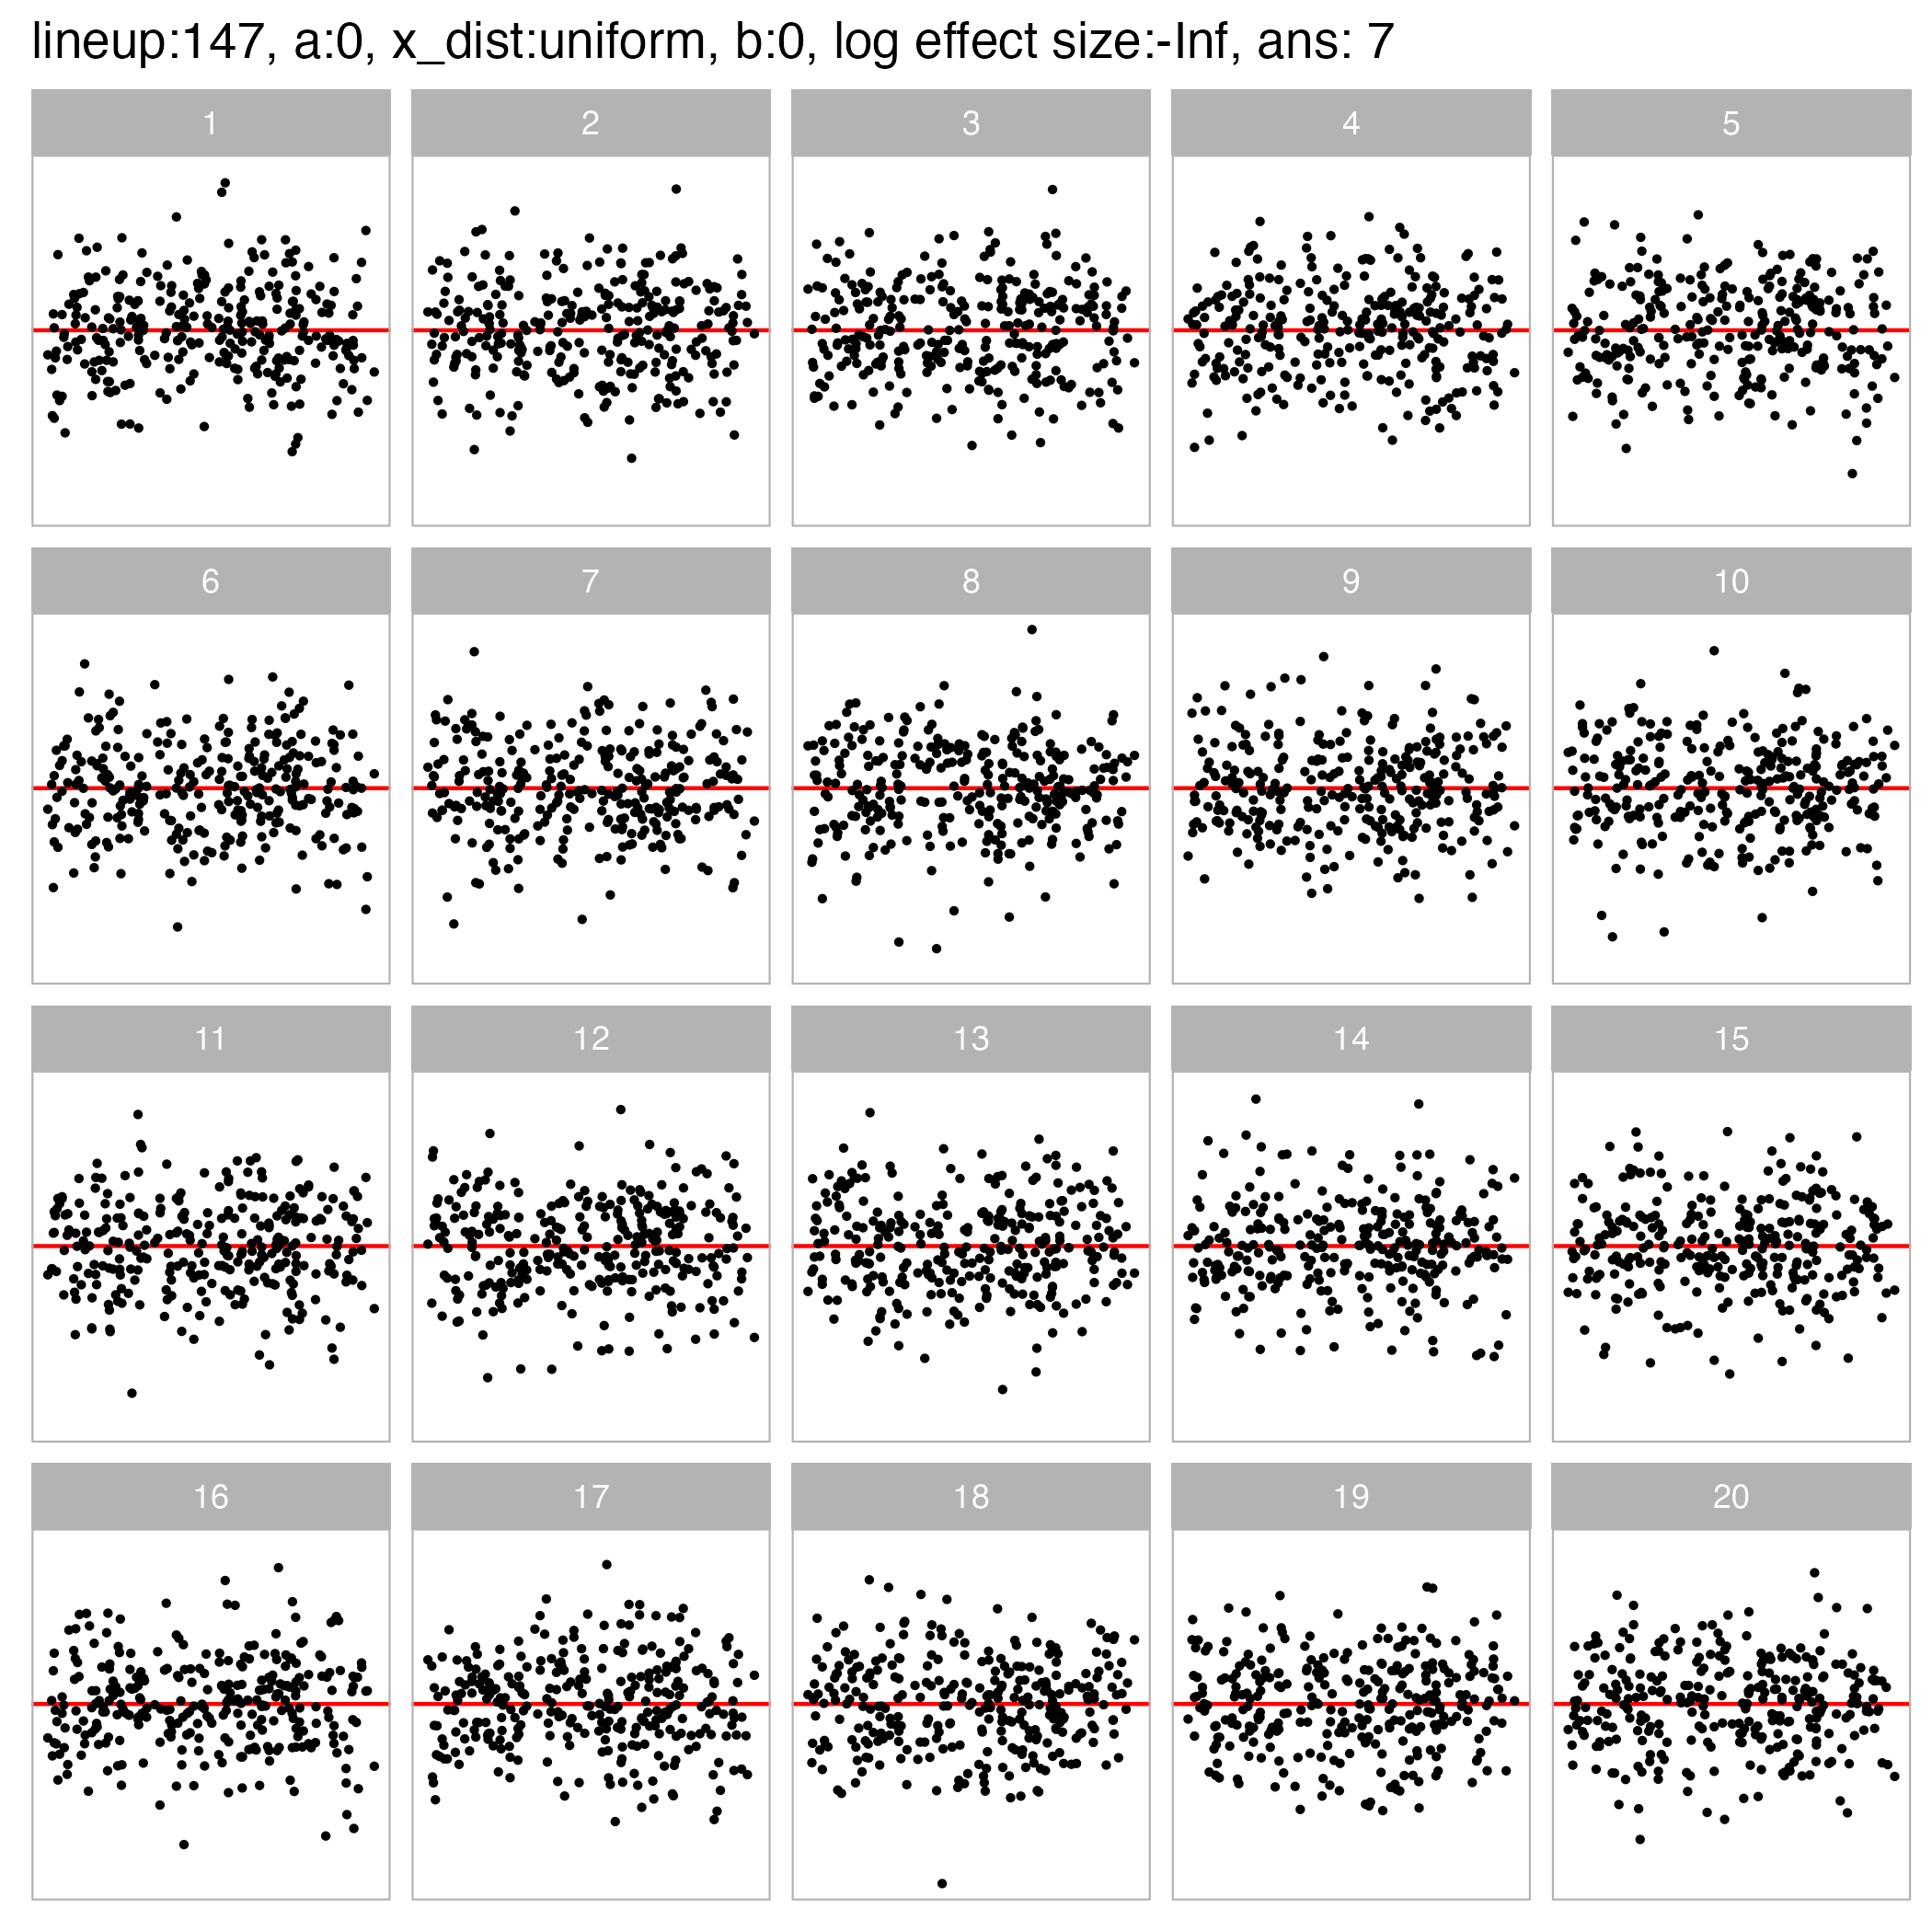 lineup:147, a:0, x_dist:uniform, b:0, log effect size:-Inf, ans: 7
1 2 3 4 5
6 7 8 9 10
11 12 13 14 15
16 17 18 19 20